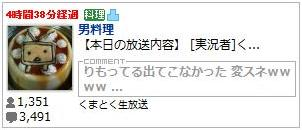 4時間38分経過 料理
男料理
【本日の放送内容】 [実況者]く...
COMMENT
りもってる出てこなかった 変スネww
ww ...
1,351
くまとく生放送
3,491